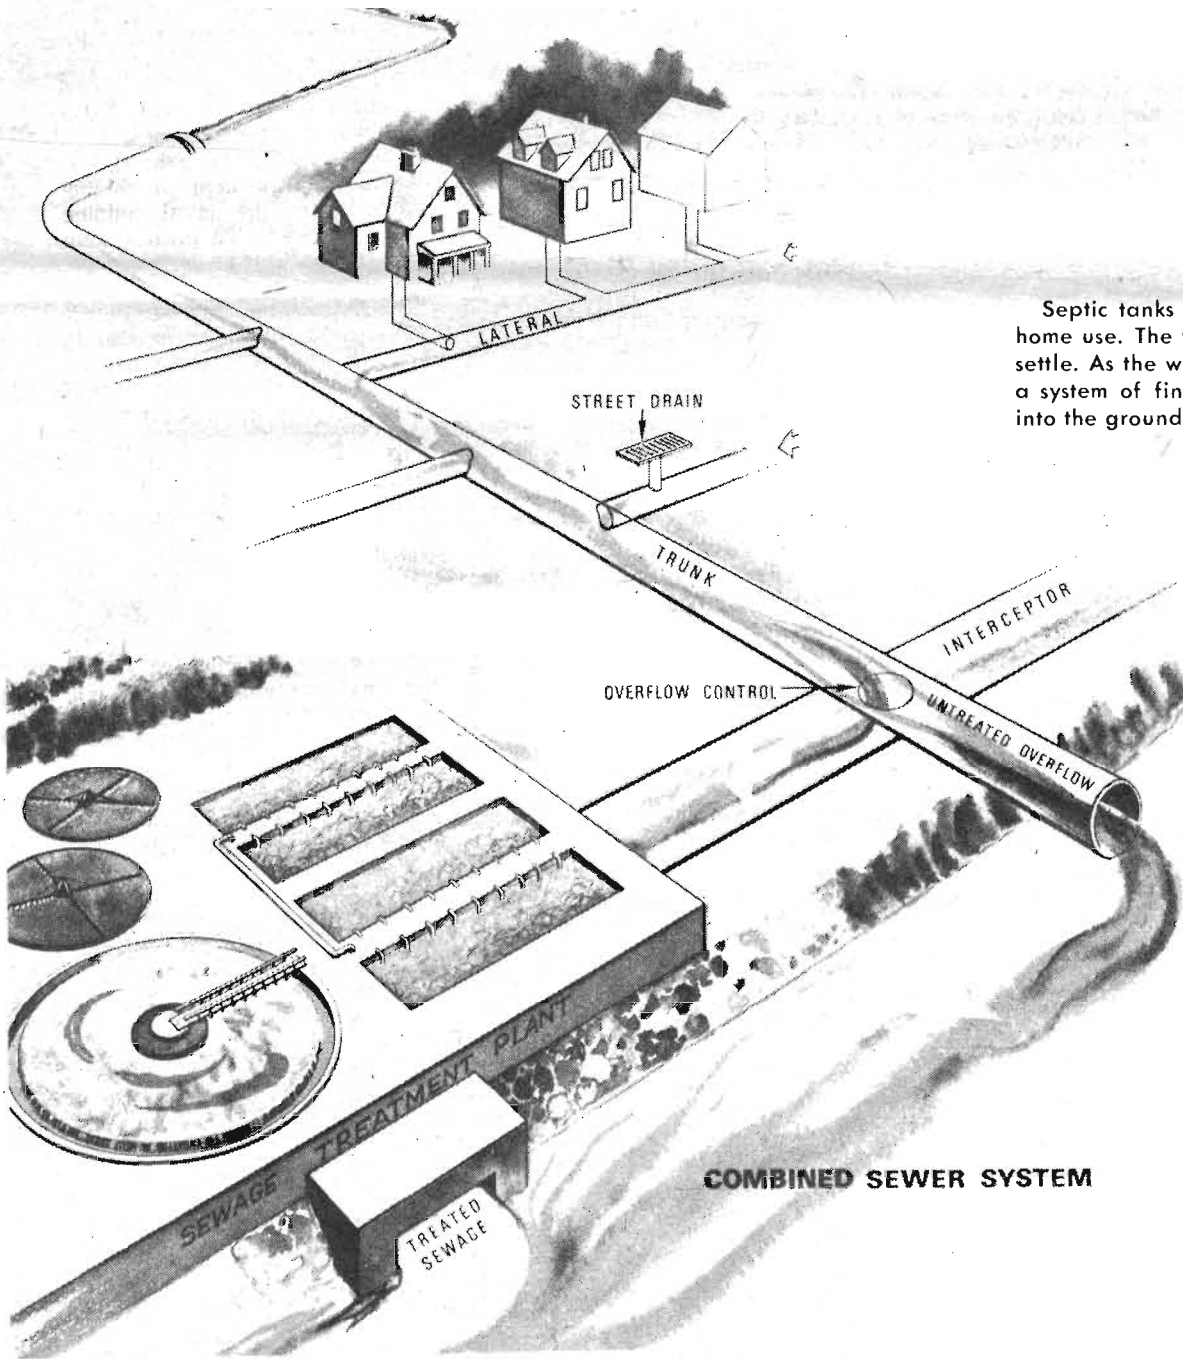 LATERAL
Septic tanks
home use. The
settle. As the w
a system of fin
into the ground
STREET DRAIN
TRUNK
INTERCEPTOR
OVERFLOW CONTROL
UNTREATED OVERFLOW
SEWAGE TREATMENT PLANT
COMBINED SEWER SYSTEM
TREATED
SEWAGE